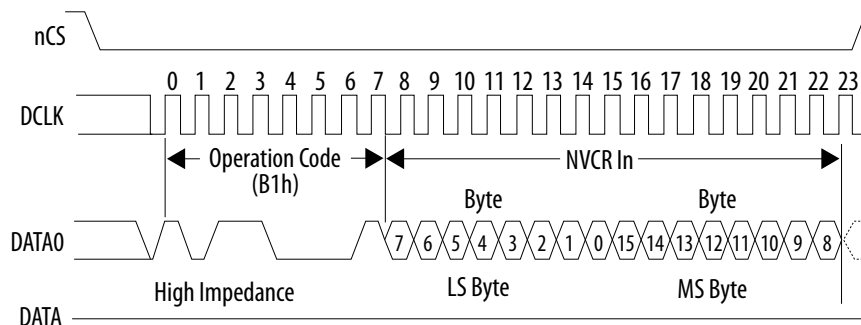 nCS
0 1 2 3 4 5 6 7 8 9 10 11 12 13 14 15 16 17 18 19 20 21 22 23
DCLK
Operation Code
(B1h)
NVCR In
Byte Byte
DATA0 7 6 5 4 3 2 1 0 15 14 13 12 11 10 9 8
High Impedance LS Byte MS Byte
DATA